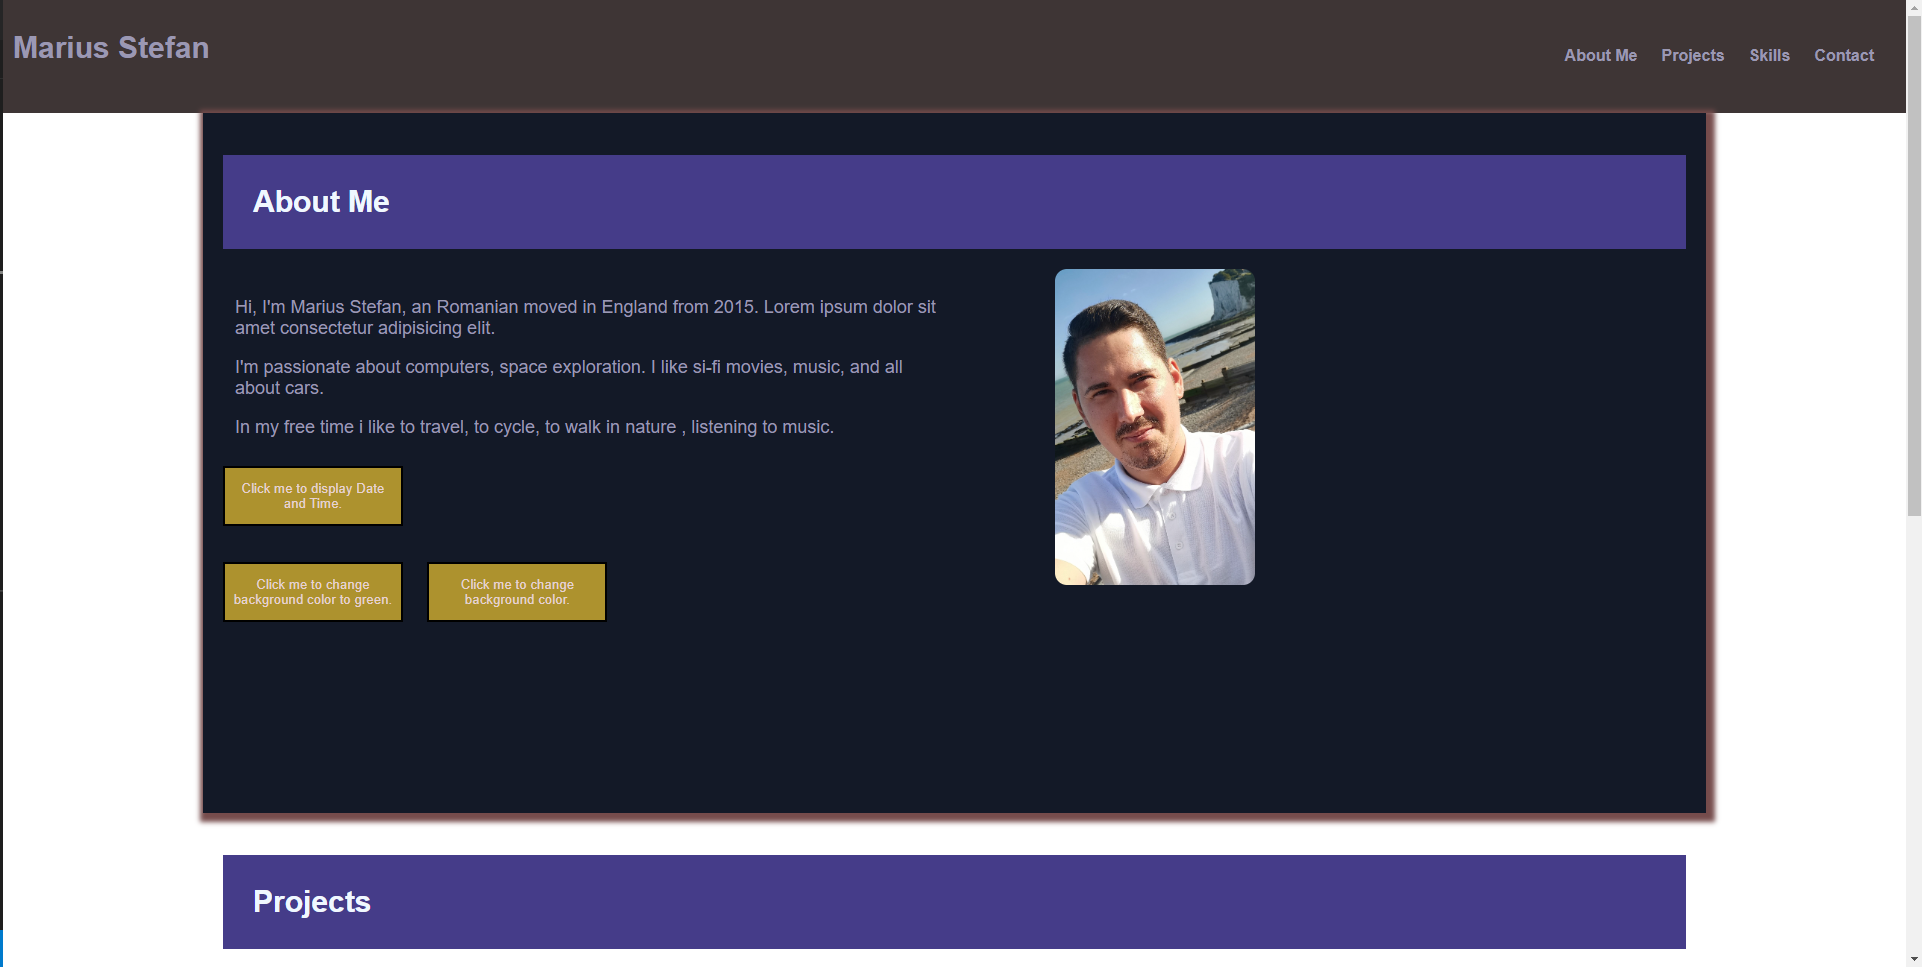 Marius Stefan
About Me
Projects
Skills
Contact
About Me
Hi, I'm Marius Stefan, an Romanian moved in England from 2015. Lorem ipsum dolor sit
amet consectetur adipisicing elit.
I'm passionate about computers, space exploration. I like si-fi movies, music, and all
about cars.
In my free time i like to travel, to cycle, to walk in nature , listening to music.
Click me to display Date
and Time.
Click me to change
background color to green.
Click me to change
background color.
Projects